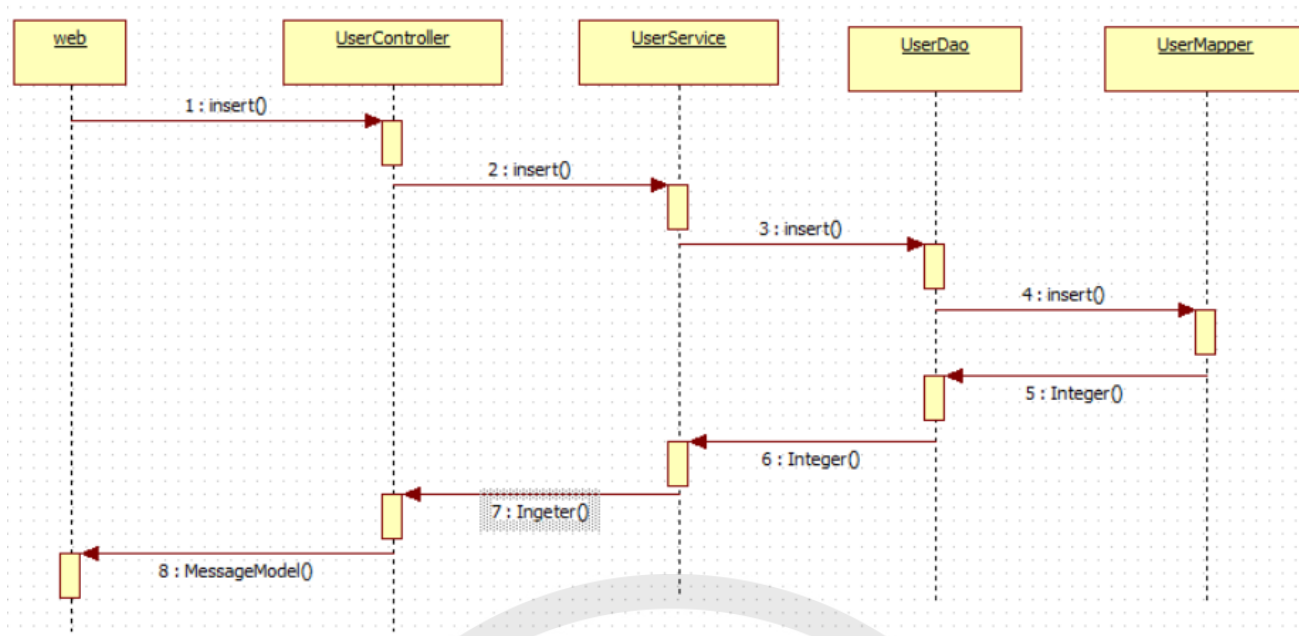 web
UserController
UserService
UserDao
UserMapper
1 : insert()
2 : insert()
3 : insert()
4 : insert()
5 : Integer()
6 : Integer()
7 : Ingeter()
8 : MessageModel()